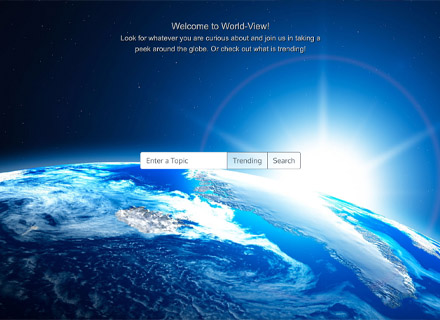 Welcome to World-View!
Look for whatever you are curious about and join us in taking a
peek around the globe. Or check out what is trending!
Enter a Topic Trending Search